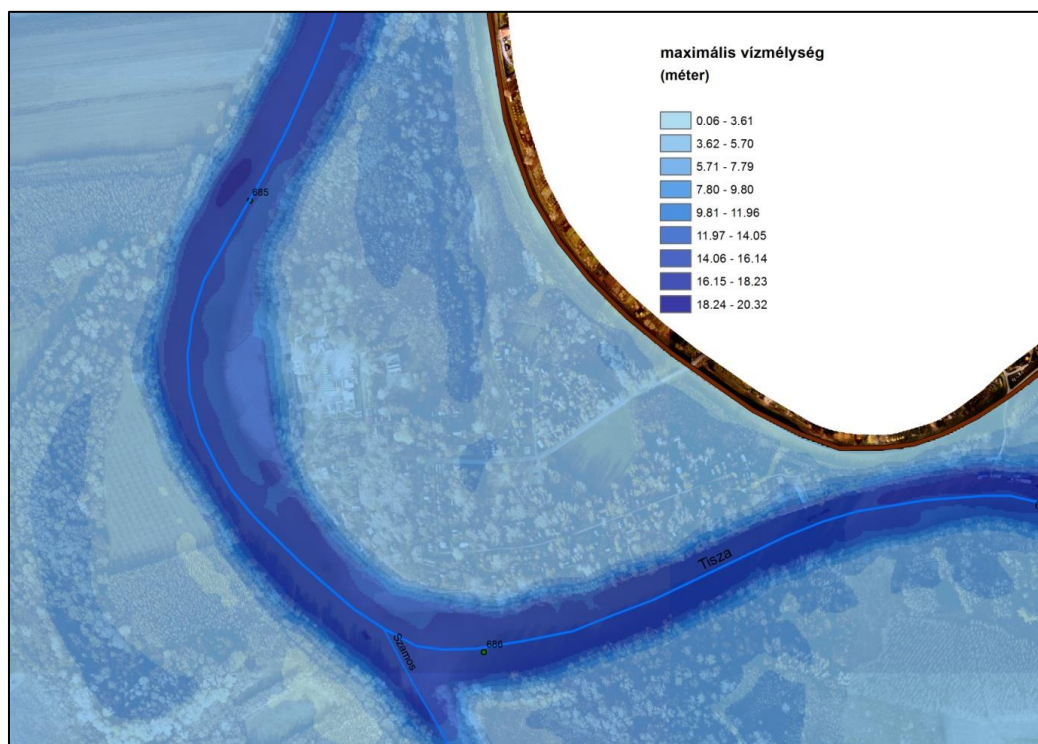 maximális vízmélység
(méter)
0.06 - 3.61
3.62 - 5.70
5.71 - 7.79
7.80 - 9.80
9.81 - 11.96
11.97 - 14.05
14.06 - 16.14
16.15 - 18.23
18.24 - 20.32
685
Tisza
Szamos
686